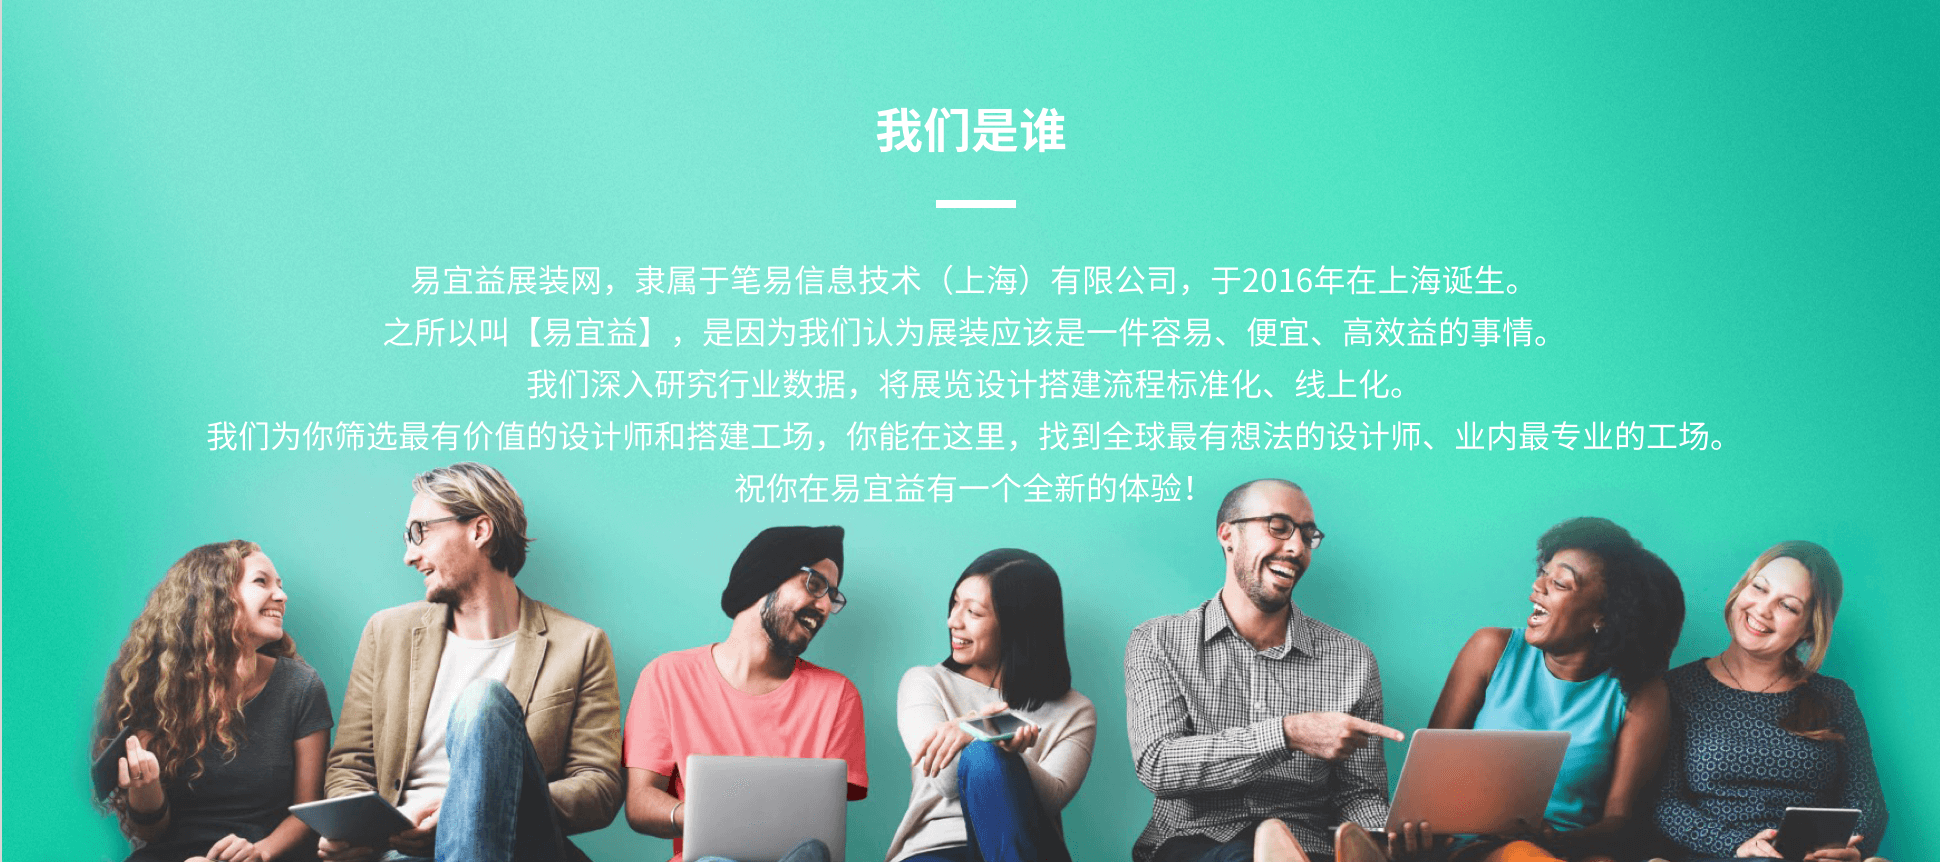 我们是谁
易宜益展装网，隶属于笔易信息技术（上海）有限公司，于2016年在上海诞生。
之所以叫【易宜益】，是因为我们认为展装应该是一件容易、便宜、高效益的事情。
我们深入研究行业数据，将展览设计搭建流程标准化、线上化。
我们为你筛选最有价值的设计师和搭建工场，你能在这里，找到全球最有想法的设计师、业内最专业的工场。
祝你在易宜益有一个全新的体验！